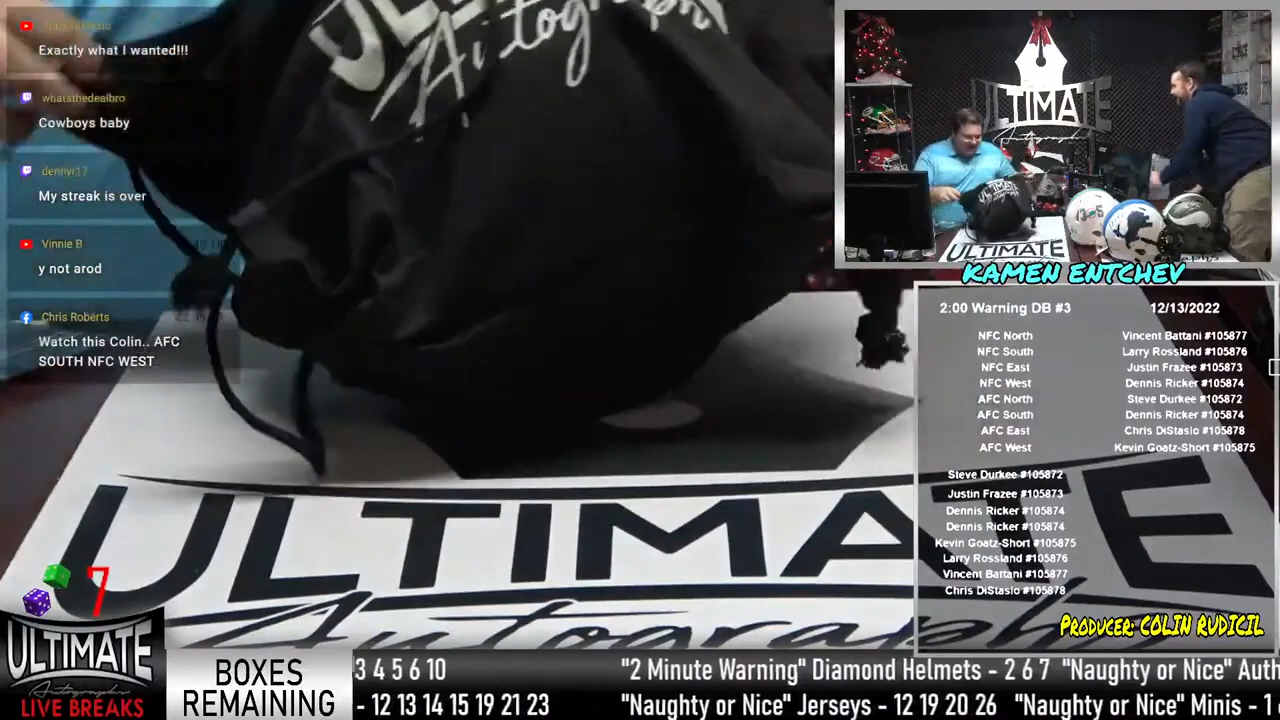 Exactly what I wanted!!!
whatsthedealbro
Cowboys baby
dennyr17
My streak is over
Vinnie B
y not arod
Chris Roberts
Watch this Colin.. AFC
SOUTH NFC WEST
ULTIMATE
Autographs
ULTIMATE
KAMEN ENTCHEV
2:00 Warning DB #3 12/13/2022
NFC North Vincent Battani #105877
NFC South Larry Rossland #105876
NFC East Justin Frazee #105873
NFC West Dennis Ricker #105874
AFC North Steve Durkee #105872
AFC South Dennis Ricker #105874
AFC East Chris DiStasio #105878
AFC West Kevin Goatz-Short #105875
Steve Durkee #105872
Justin Frazee #105873
Dennis Ricker #105874
Dennis Ricker #105874
Kevin Goatz-Short #105875
Larry Rossland #105876
Vincent Battani #105877
Chris DiStasio #105878
Producer: COLIN RUDICIL
ULTIMATE
7
ULTIMATE
Autographs
LIVE BREAKS
BOXES
REMAINING
3 4 5 6 10 "2 Minute Warning" Diamond Helmets - 2 6 7 "Naughty or Nice" Auth
- 12 13 14 15 19 21 23 "Naughty or Nice" Jerseys - 12 19 20 26 "Naughty or Nice" Minis - 1